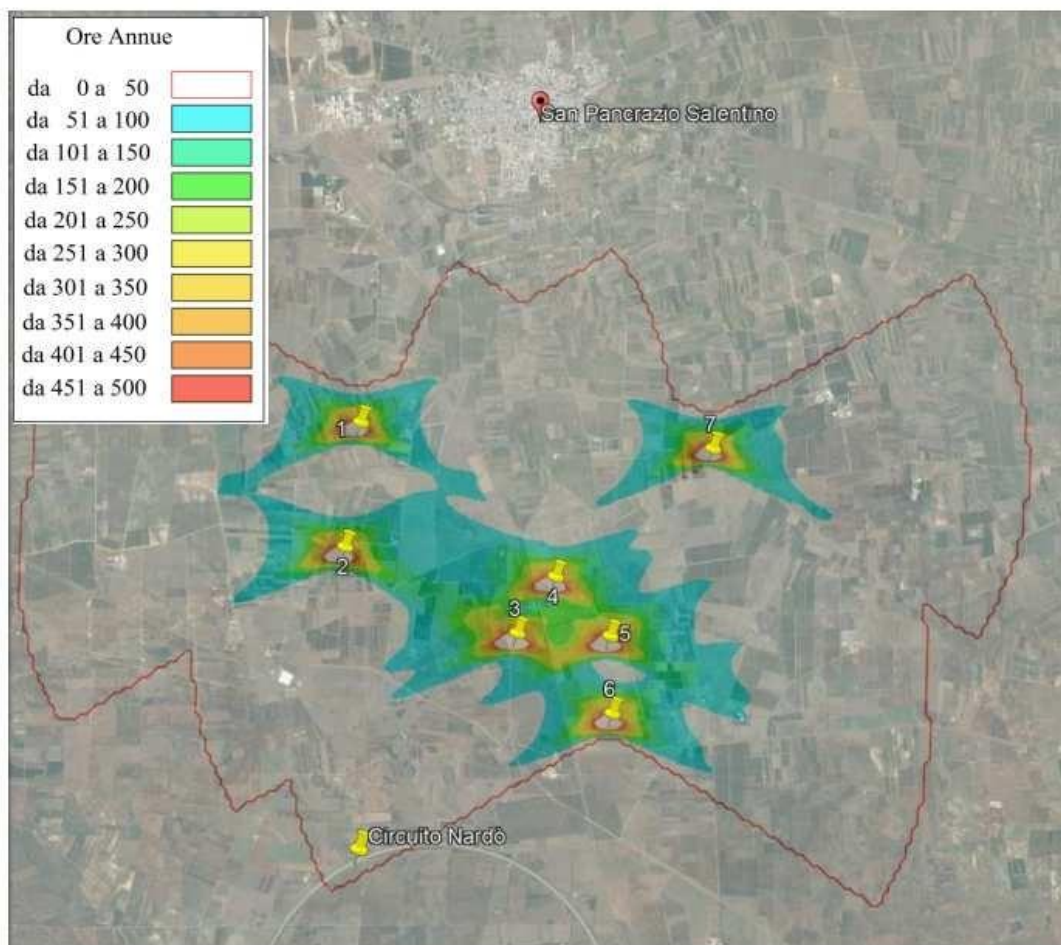 Ore Annue
da 0 a 50
da 51 a 100
da 101 a 150
da 151 a 200
da 201 a 250
da 251 a 300
da 301 a 350
da 351 a 400
da 401 a 450
da 451 a 500
San Pancrazio Salentino
1
7
2
4
3
5
6
Circuito Nardò